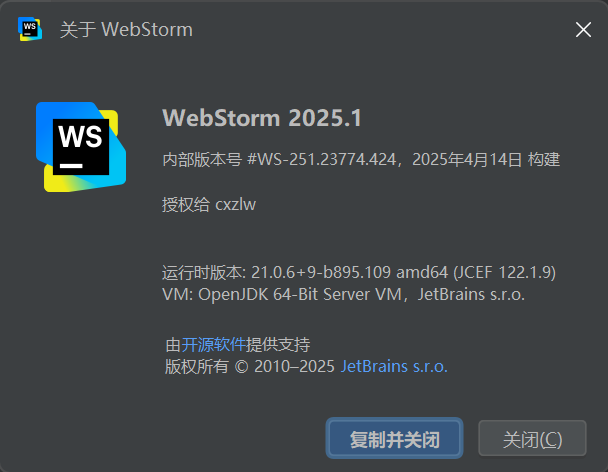 关于 WebStorm
WS
WebStorm 2025.1
内部版本号 #WS-251.23774.424，2025年4月14日 构建
授权给 cxzlw
运行时版本: 21.0.6+9-b895.109 amd64 (JCEF 122.1.9)
VM: OpenJDK 64-Bit Server VM，JetBrains s.r.o.
由开源软件提供支持
版权所有 © 2010–2025 JetBrains s.r.o.
复制并关闭
关闭(C)